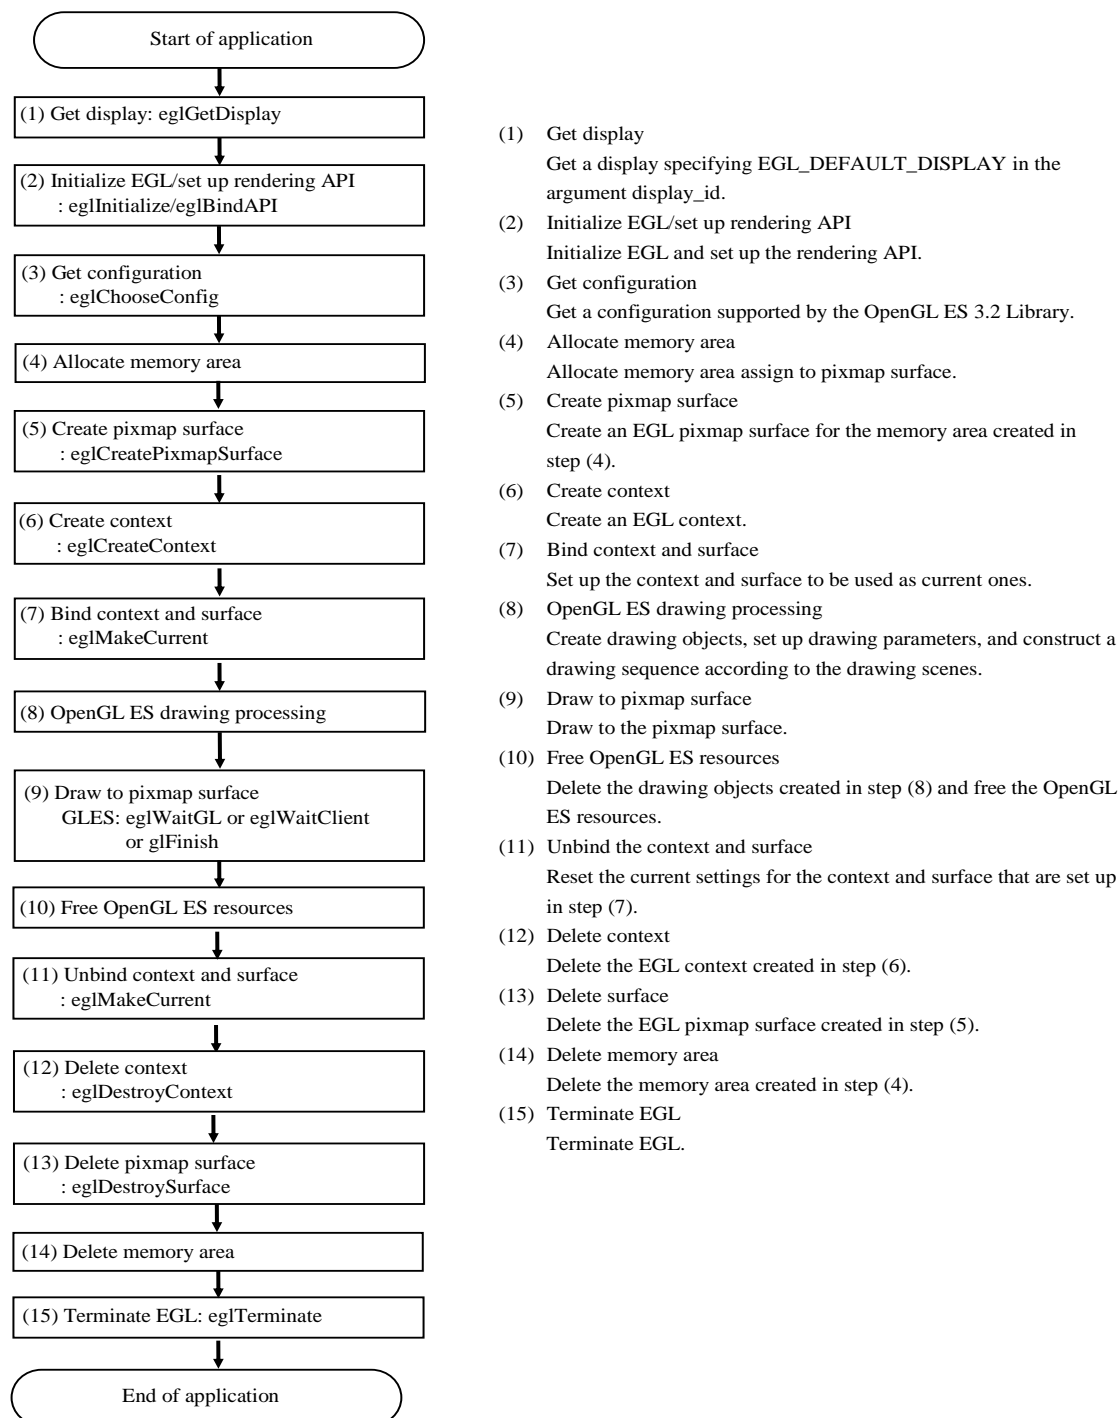 Start of application
(1) Get display: eglGetDisplay
(2) Initialize EGL/set up rendering API
: eglInitialize/eglBindAPI
(3) Get configuration
: eglChooseConfig
(4) Allocate memory area
(5) Create pixmap surface
: eglCreatePixmapSurface
(6) Create context
: eglCreateContext
(7) Bind context and surface
: eglMakeCurrent
(8) OpenGL ES drawing processing
(9) Draw to pixmap surface
GLES: eglWaitGL or eglWaitClient
or glFinish
(10) Free OpenGL ES resources
(11) Unbind context and surface
: eglMakeCurrent
(12) Delete context
: eglDestroyContext
(13) Delete pixmap surface
: eglDestroySurface
(14) Delete memory area
(15) Terminate EGL: eglTerminate
End of application
(1) Get display
Get a display specifying EGL_DEFAULT_DISPLAY in the
argument display_id.
(2) Initialize EGL/set up rendering API
Initialize EGL and set up the rendering API.
(3) Get configuration
Get a configuration supported by the OpenGL ES 3.2 Library.
(4) Allocate memory area
Allocate memory area assign to pixmap surface.
(5) Create pixmap surface
Create an EGL pixmap surface for the memory area created in
step (4).
(6) Create context
Create an EGL context.
(7) Bind context and surface
Set up the context and surface to be used as current ones.
(8) OpenGL ES drawing processing
Create drawing objects, set up drawing parameters, and construct a
drawing sequence according to the drawing scenes.
(9) Draw to pixmap surface
Draw to the pixmap surface.
(10) Free OpenGL ES resources
Delete the drawing objects created in step (8) and free the OpenGL
ES resources.
(11) Unbind the context and surface
Reset the current settings for the context and surface that are set up
in step (7).
(12) Delete context
Delete the EGL context created in step (6).
(13) Delete surface
Delete the EGL pixmap surface created in step (5).
(14) Delete memory area
Delete the memory area created in step (4).
(15) Terminate EGL
Terminate EGL.